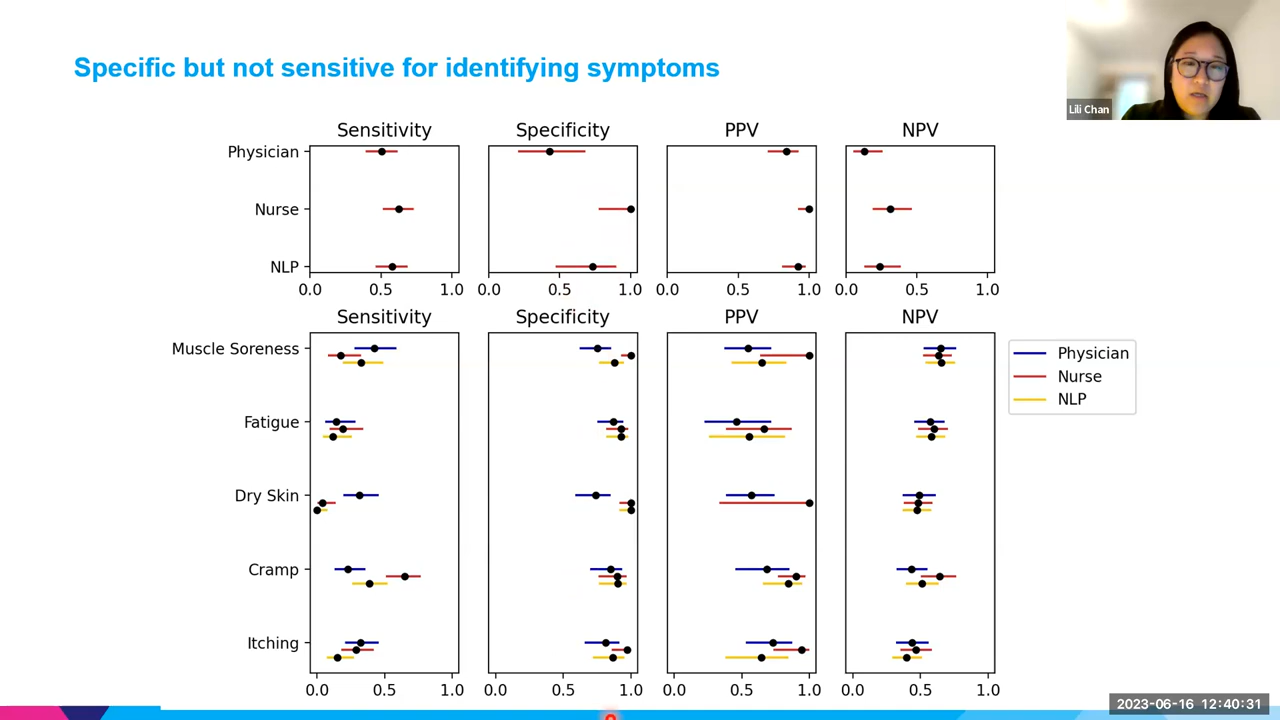 Specific but not sensitive for identifying symptoms
Lili Chan
Sensitivity Specificity PPV NPV
Physician
Nurse
NLP
0.0 0.5 1.0 0.0 0.5 1.0 0.0 0.5 1.0 0.0 0.5 1.0
Sensitivity Specificity PPV NPV
Muscle Soreness
Fatigue
Dry Skin
Cramp
Itching
Physician
Nurse
NLP
0.0 0.5 1.0 0.0 0.5 1.0 0.0 0.5 1.0 0.0 0.5 1.0
2023-06-16 12:40:31